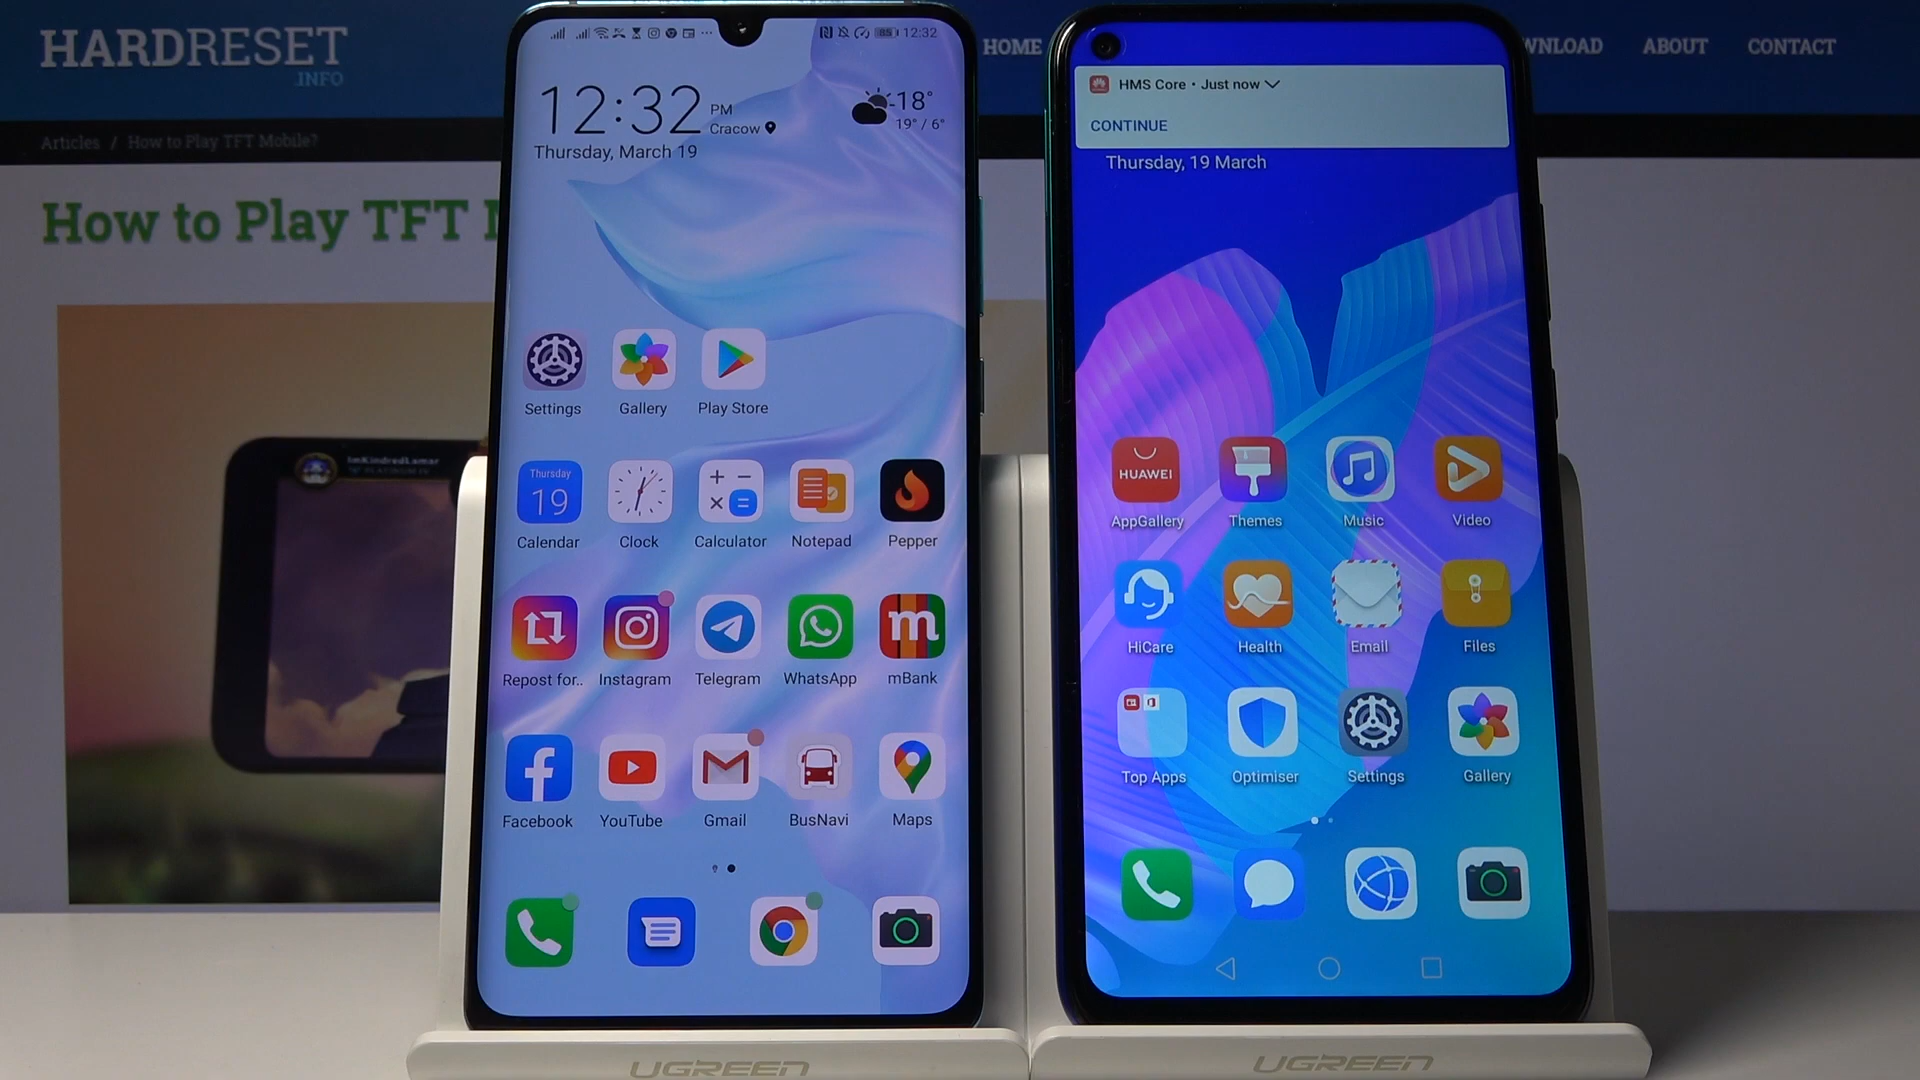 HARDRESET
.INFO
HOME
WNLOAD
ABOUT
CONTACT
Articles / How to Play TFT Mobile?
How to Play TFT
85 12:32
12:32 PM
Cracow
18°
19° / 6°
Thursday, March 19
Settings
Gallery
Play Store
Thursday
19
Calendar
Clock
Calculator
Notepad
Pepper
m
Repost for..
Instagram
Telegram
WhatsApp
mBank
Facebook
YouTube
Gmail
BusNavi
Maps
UGREEN
HMS Core • Just now
CONTINUE
Thursday, 19 March
HUAWEI
AppGallery
Themes
Music
Video
HiCare
Health
Email
Files
Top Apps
Optimiser
Settings
Gallery
UGREEN